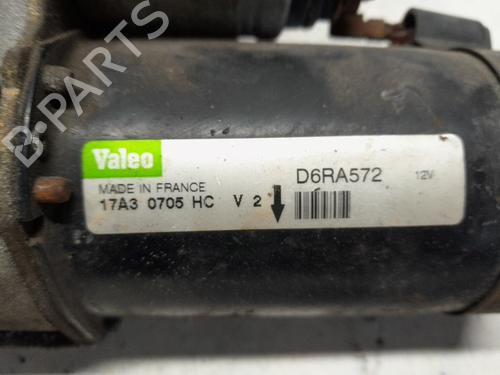 B-PARTS
Valeo
D6RA572 12V
MADE IN FRANCE
17A3 0705 HC V 2